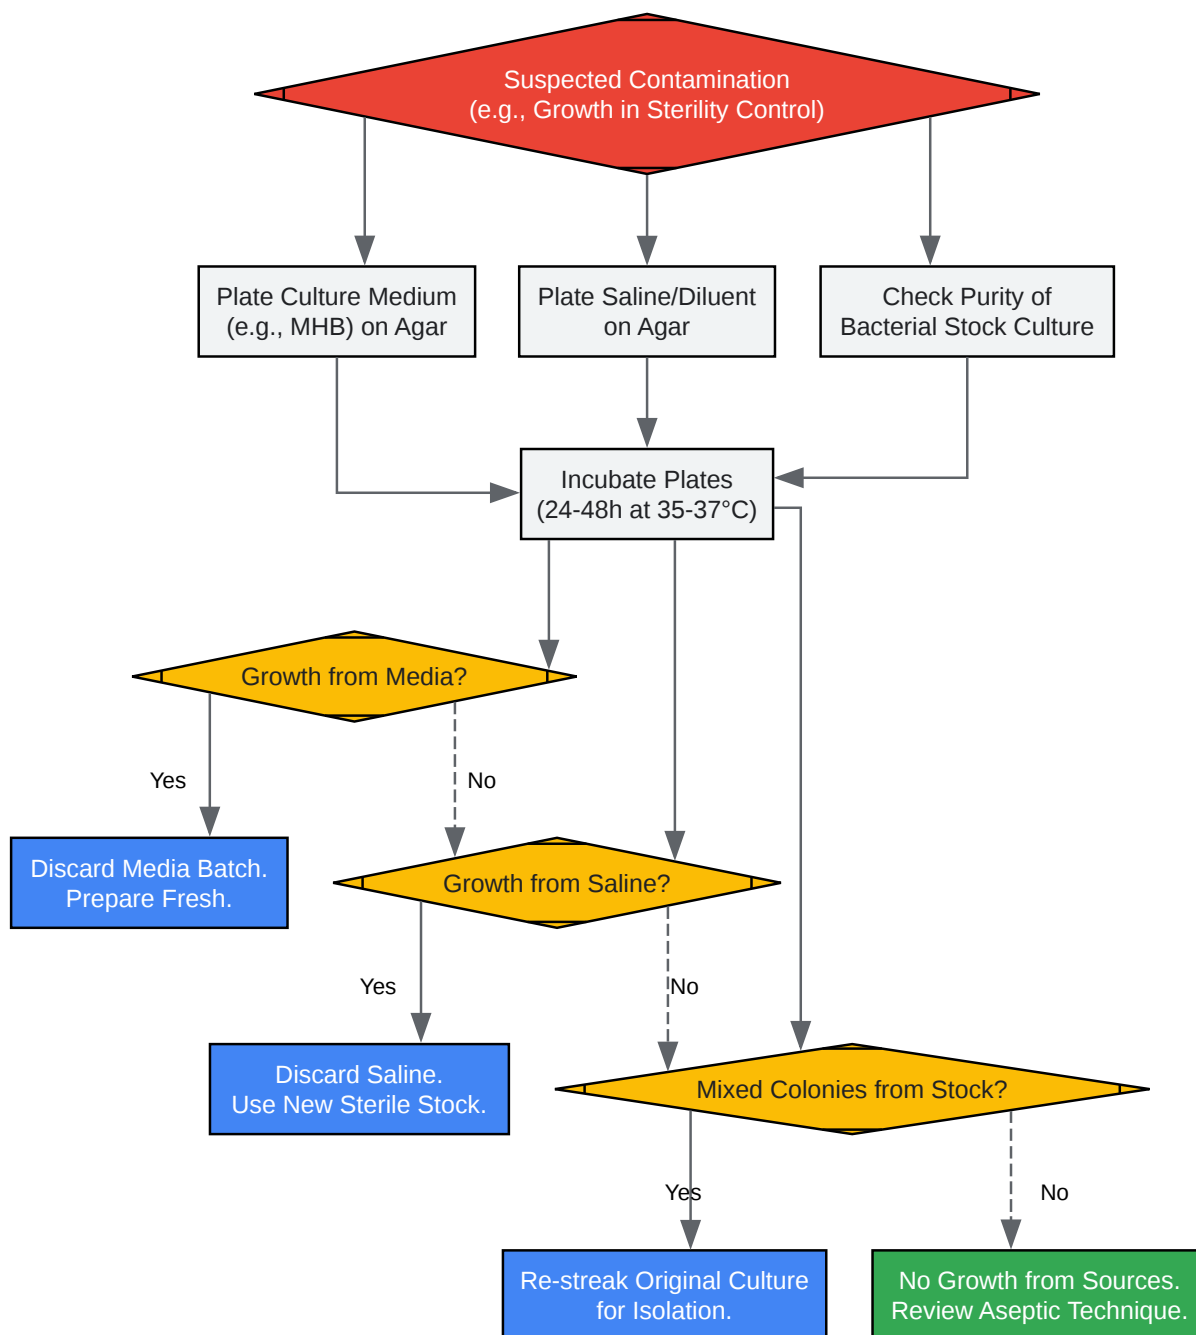 Suspected Contamination
(e.g., Growth in Sterility Control)
Plate Culture Medium
(e.g., MHB) on Agar
Plate Saline/Diluent
on Agar
Check Purity of
Bacterial Stock Culture
Incubate Plates
(24-48h at 35-37°C)
Growth from Media?
Yes
No
Discard Media Batch.
Prepare Fresh.
Growth from Saline?
Yes
No
Discard Saline.
Use New Sterile Stock.
Mixed Colonies from Stock?
Yes
No
Re-streak Original Culture
for Isolation.
No Growth from Sources.
Review Aseptic Technique.